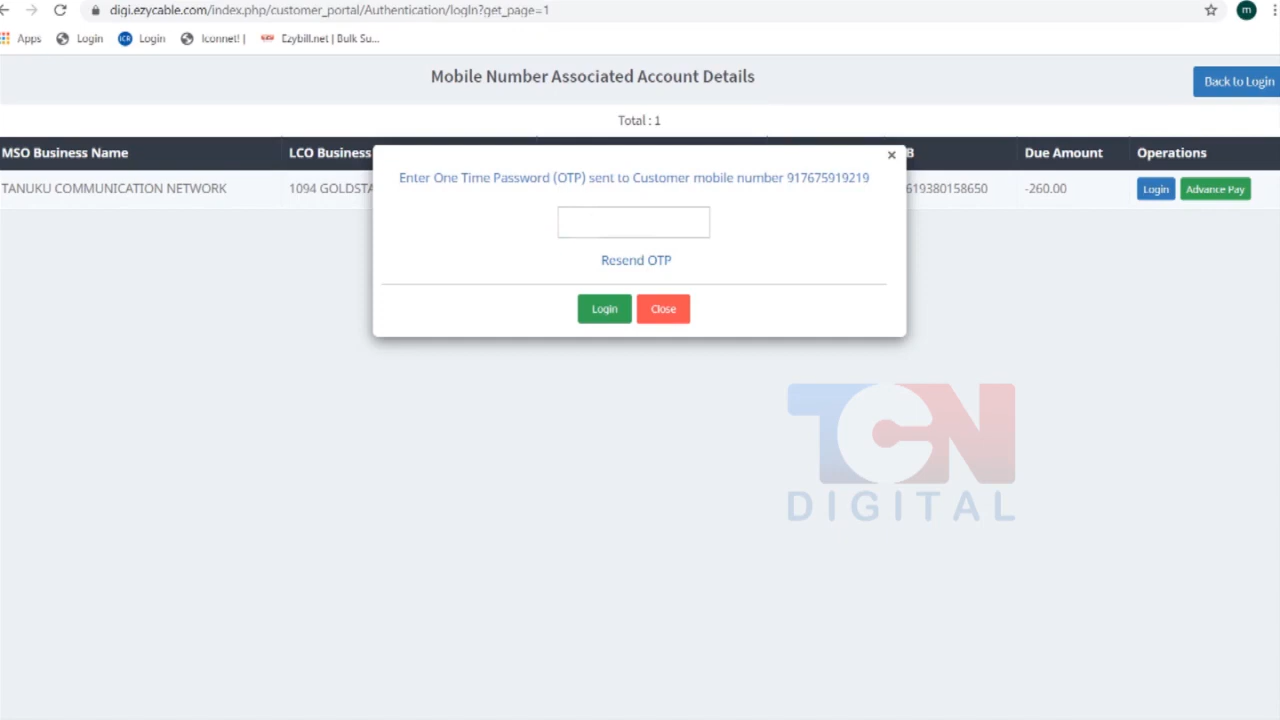 digi.ezycable.com/index.php/customer_portal/Authentication/logIn?get_page=1
m
Apps Login ICR Login Iconnet! | Ezybill.net | Bulk Su...
Mobile Number Associated Account Details
Back to Login
Total : 1
MSO Business Name LCO Business B Due Amount Operations
TANUKU COMMUNICATION NETWORK 1094 GOLDSTA 619380158650 -260.00 Login Advance Pay
×
Enter One Time Password (OTP) sent to Customer mobile number 917675919219
Resend OTP
Login Close
TCN
DIGITAL